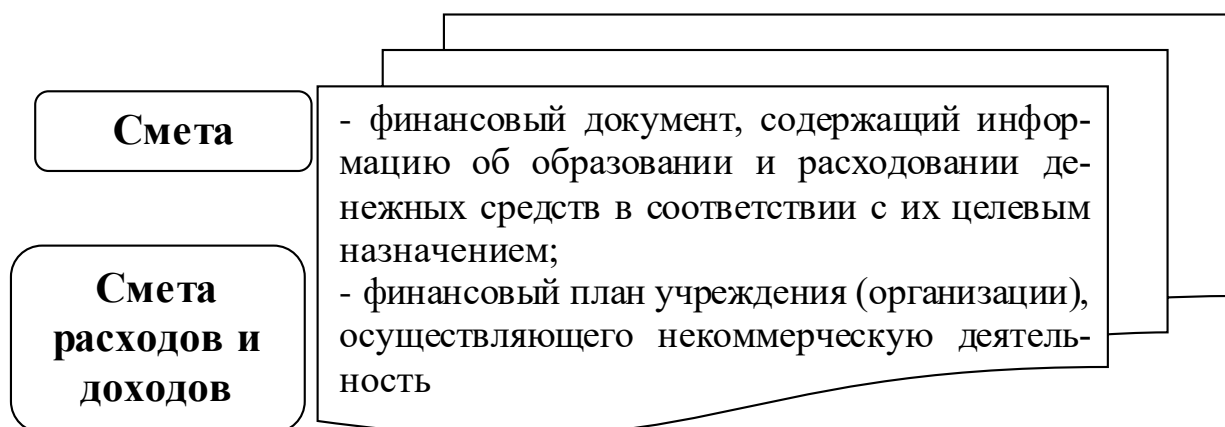 Смета
- финансовый документ, содержащий инфор-
мацию об образовании и расходовании де-
нежных средств в соответствии с их целевым
назначением;
- финансовый план учреждения (организации),
осуществляющего некоммерческую деятель-
ность
Смета
расходов и
доходов